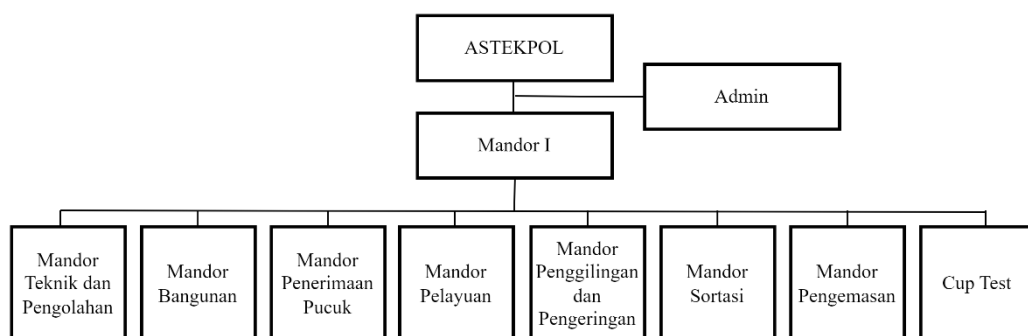 ASTEKPOL
Admin
Mandor I
Mandor
Teknik dan
Pengolahan
Mandor
Bangunan
Mandor
Penerimaan
Pucuk
Mandor
Pelayuan
Mandor
Penggilingan
dan
Pengeringan
Mandor
Sortasi
Mandor
Pengemasan
Cup Test